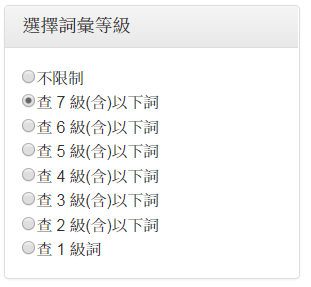 選擇詞彙等級
不限制
查 7 級(含)以下詞
查 6 級(含)以下詞
查 5 級(含)以下詞
查 4 級(含)以下詞
查 3 級(含)以下詞
查 2 級(含)以下詞
查 1 級詞